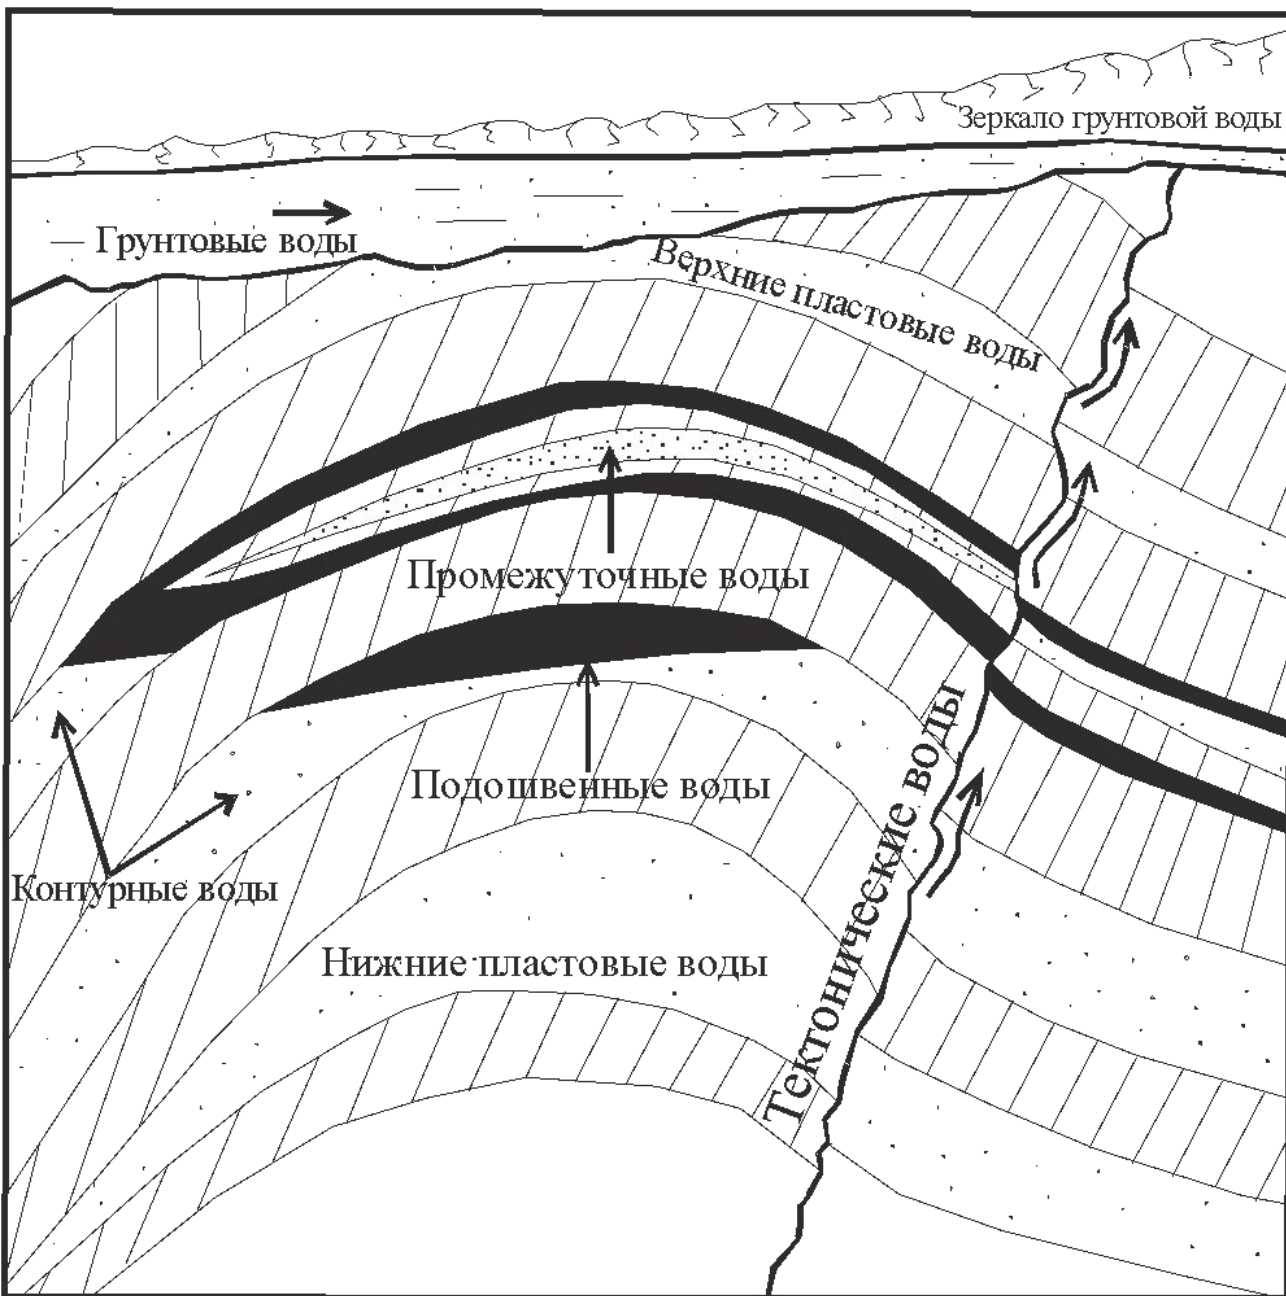 Зеркало грунтовой воды
Грунтовые воды
Верхние пластовые воды
Промежуточные воды
Подошвенные воды
Контурные воды
Нижние пластовые воды
Тектонические воды